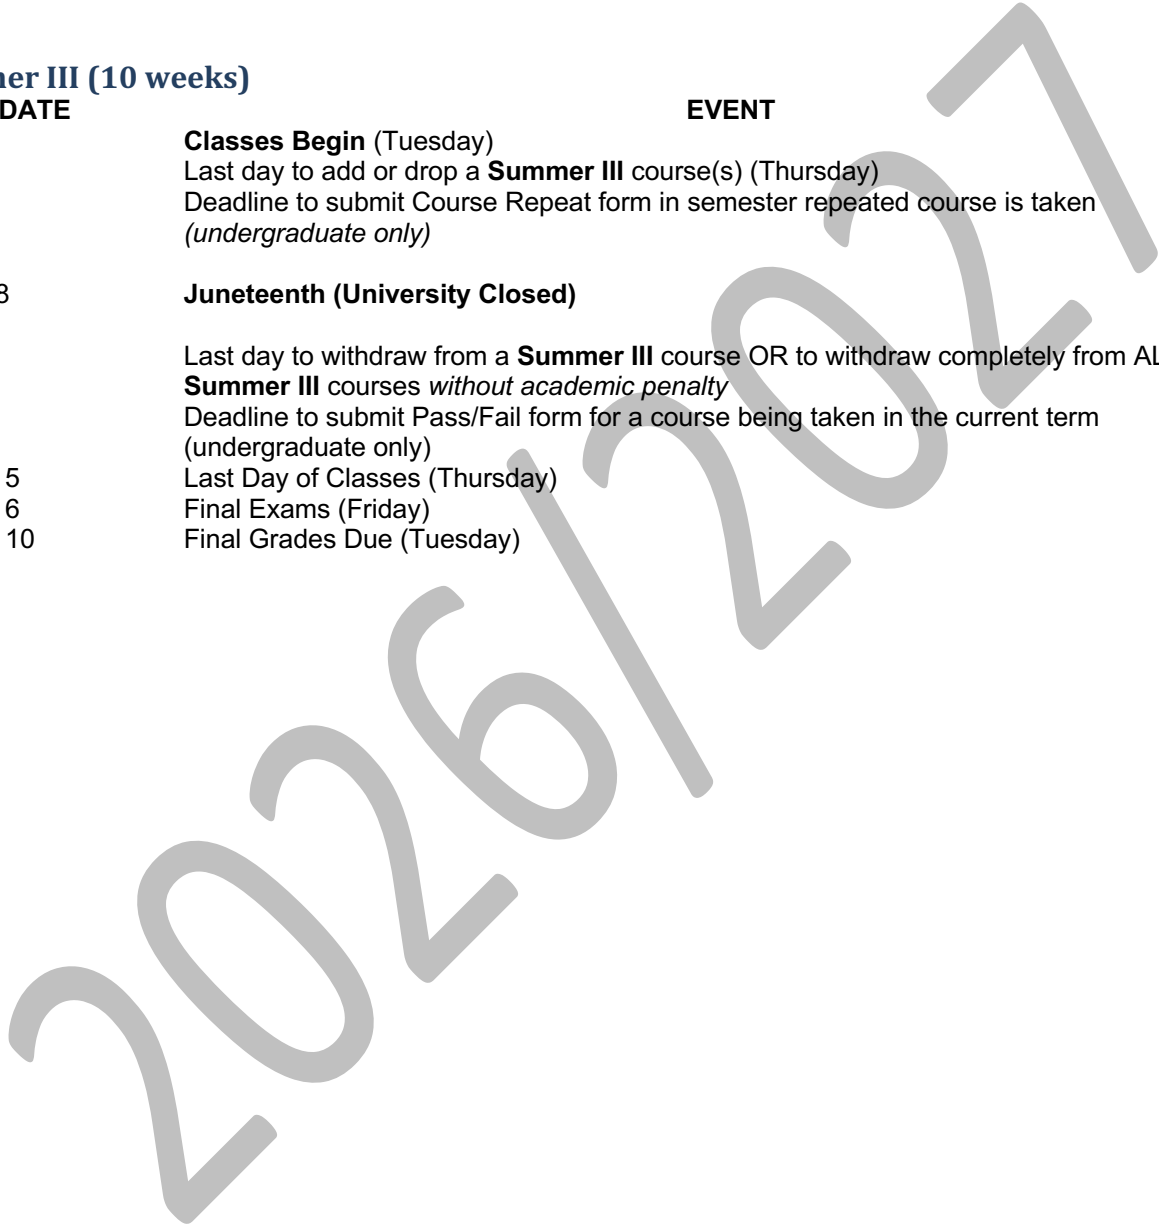 ner III (10 weeks)
DATE EVENT
Classes Begin (Tuesday)
Last day to add or drop a Summer III course(s) (Thursday)
Deadline to submit Course Repeat form in semester repeated course is taken
(undergraduate only)
8 Juneteenth (University Closed)
Last day to withdraw from a Summer III course OR to withdraw completely from AL
Summer III courses without academic penalty
Deadline to submit Pass/Fail form for a course being taken in the current term
(undergraduate only)
5 Last Day of Classes (Thursday)
6 Final Exams (Friday)
10 Final Grades Due (Tuesday)
2026/2027